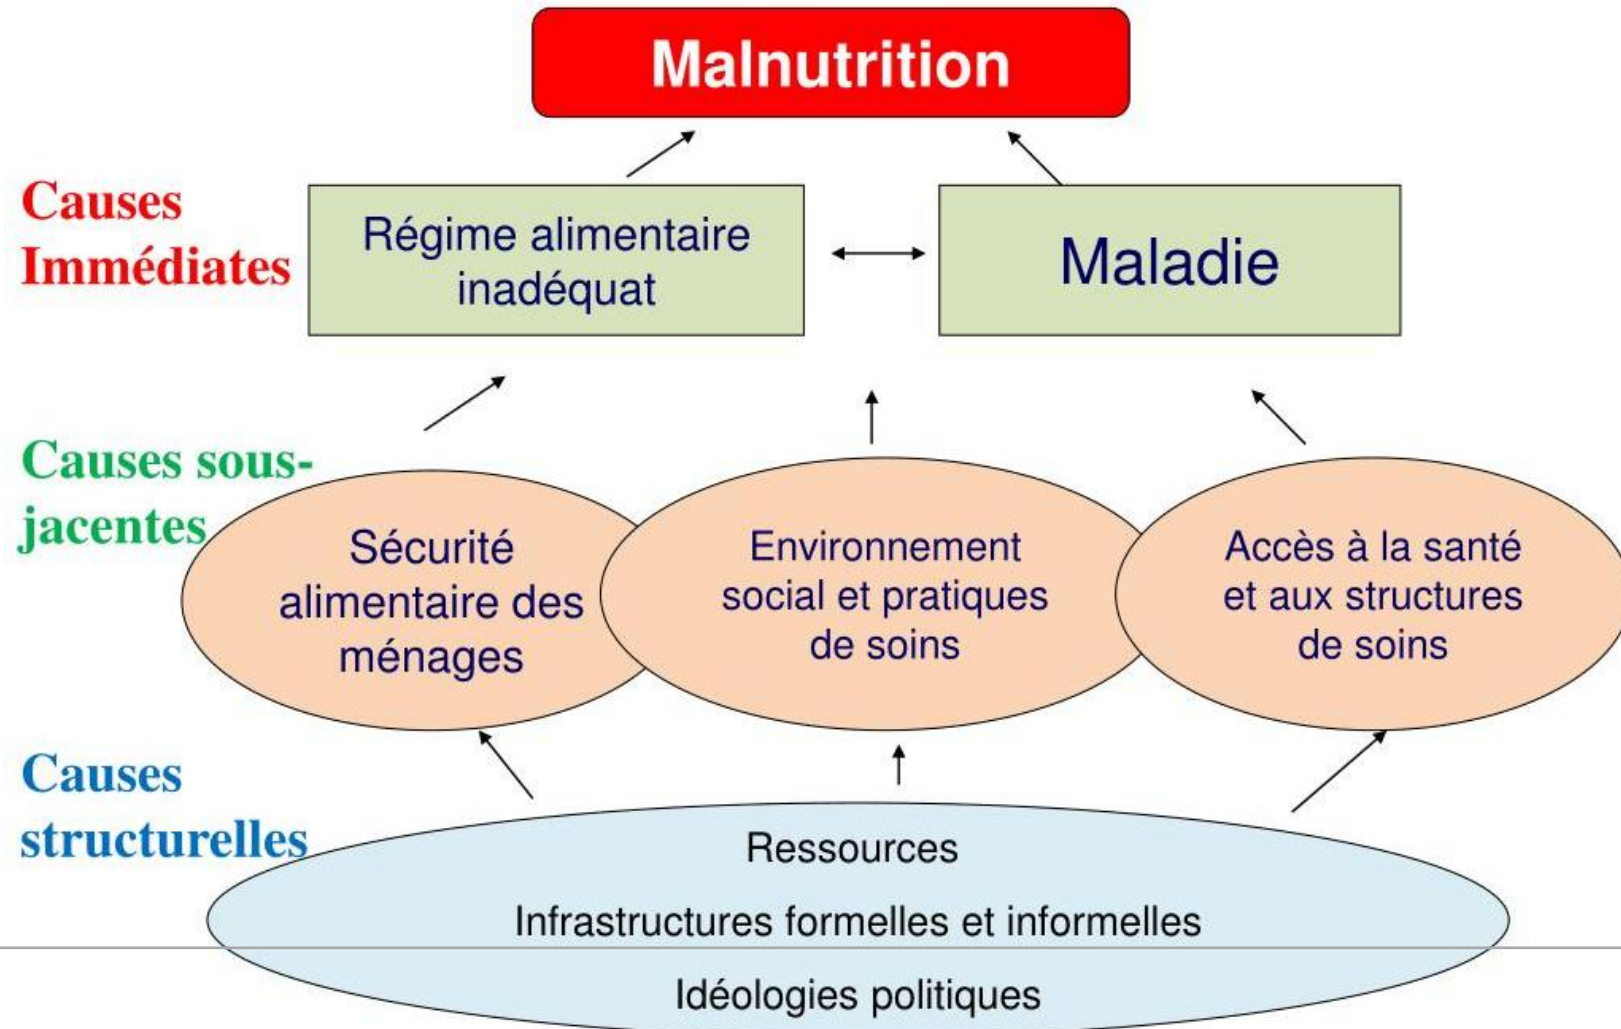 Malnutrition
Causes
Immédiates
Régime alimentaire
inadéquat
Maladie
Causes sous-
jacentes
Sécurité
alimentaire des
ménages
Environnement
social et pratiques
de soins
Accès à la santé
et aux structures
de soins
Causes
structurelles
Ressources
Infrastructures formelles et informelles
Idéologies politiques